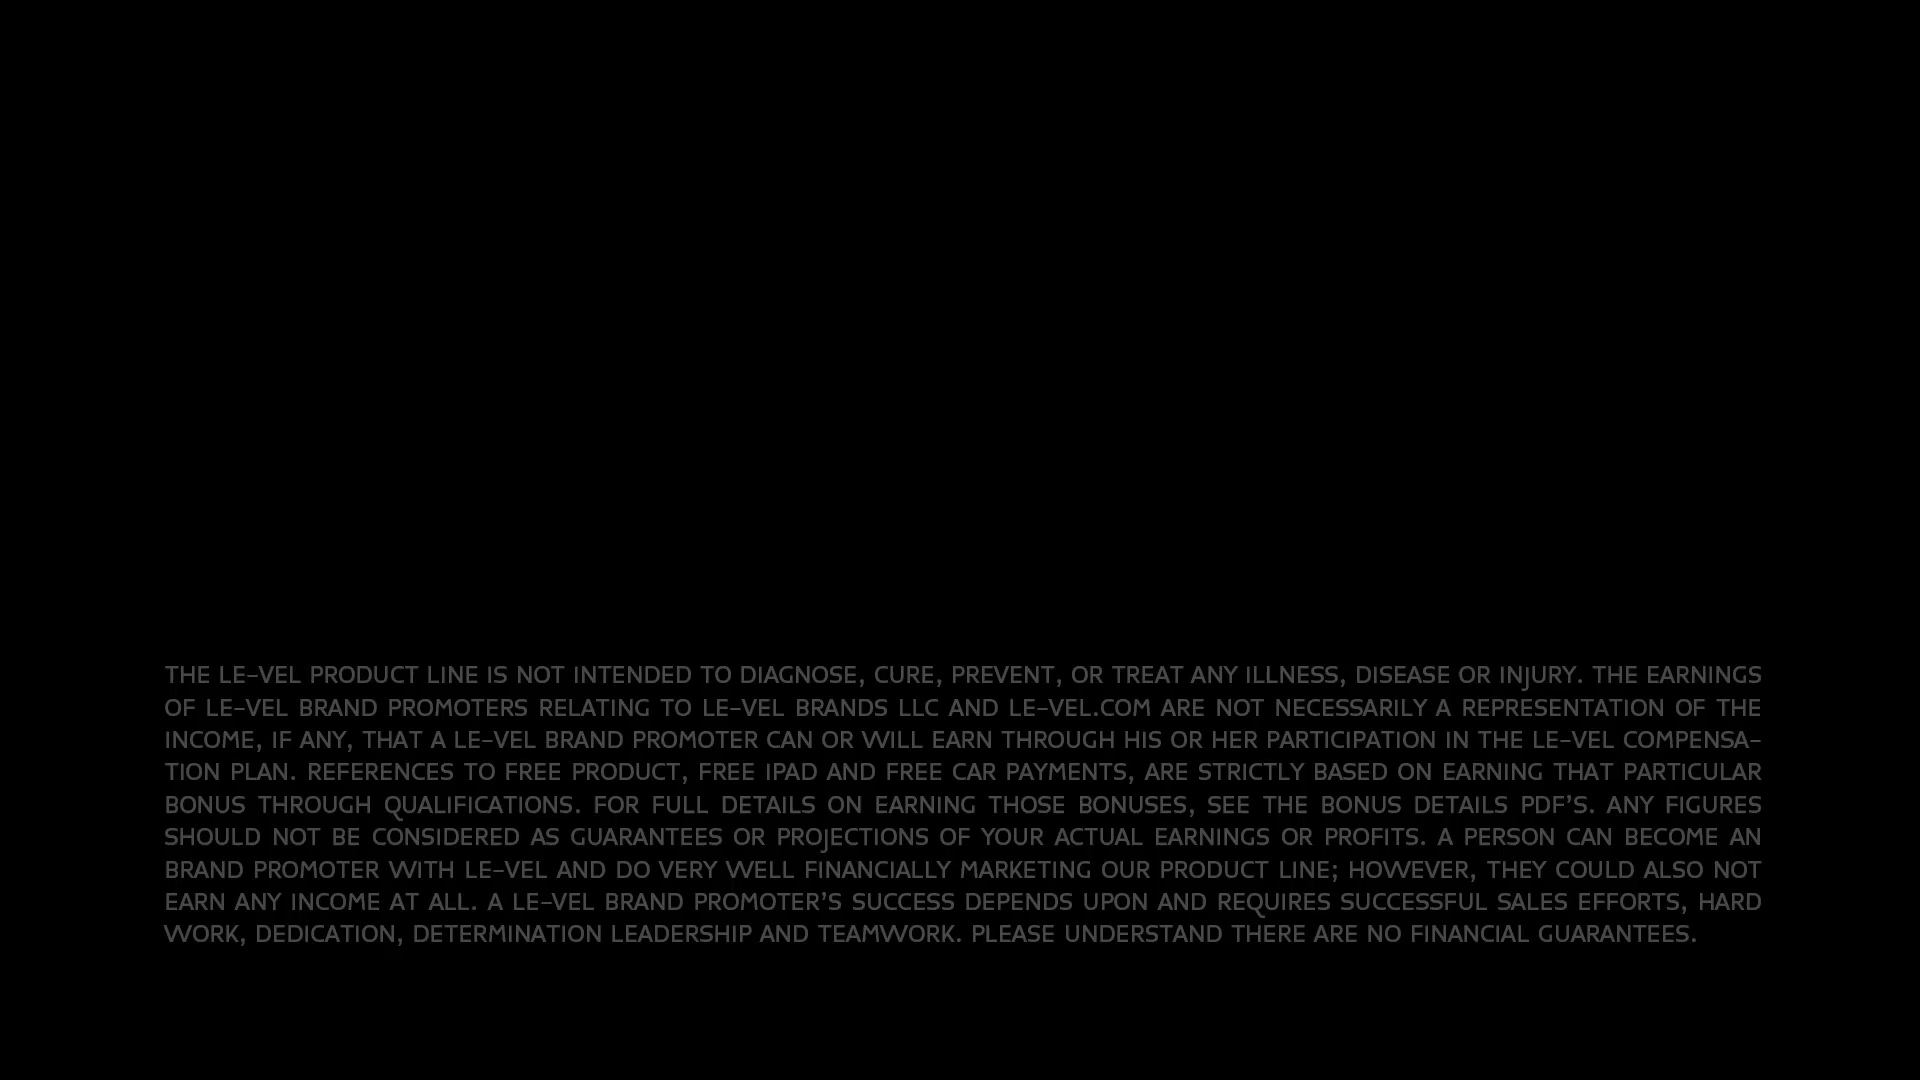 THE LE-VEL PRODUCT LINE IS NOT INTENDED TO DIAGNOSE, CURE, PREVENT, OR TREAT ANY ILLNESS, DISEASE OR INJURY. THE EARNINGS
OF LE-VEL BRAND PROMOTERS RELATING TO LE-VEL BRANDS LLC AND LE-VEL.COM ARE NOT NECESSARILY A REPRESENTATION OF THE
INCOME, IF ANY, THAT A LE-VEL BRAND PROMOTER CAN OR WILL EARN THROUGH HIS OR HER PARTICIPATION IN THE LE-VEL COMPENSA-
TION PLAN. REFERENCES TO FREE PRODUCT, FREE IPAD AND FREE CAR PAYMENTS, ARE STRICTLY BASED ON EARNING THAT PARTICULAR
BONUS THROUGH QUALIFICATIONS. FOR FULL DETAILS ON EARNING THOSE BONUSES, SEE THE BONUS DETAILS PDF'S. ANY FIGURES
SHOULD NOT BE CONSIDERED AS GUARANTEES OR PROJECTIONS OF YOUR ACTUAL EARNINGS OR PROFITS. A PERSON CAN BECOME AN
BRAND PROMOTER WITH LE-VEL AND DO VERY WELL FINANCIALLY MARKETING OUR PRODUCT LINE; HOWEVER, THEY COULD ALSO NOT
EARN ANY INCOME AT ALL. A LE-VEL BRAND PROMOTER'S SUCCESS DEPENDS UPON AND REQUIRES SUCCESSFUL SALES EFFORTS, HARD
WORK, DEDICATION, DETERMINATION LEADERSHIP AND TEAMWORK. PLEASE UNDERSTAND THERE ARE NO FINANCIAL GUARANTEES.